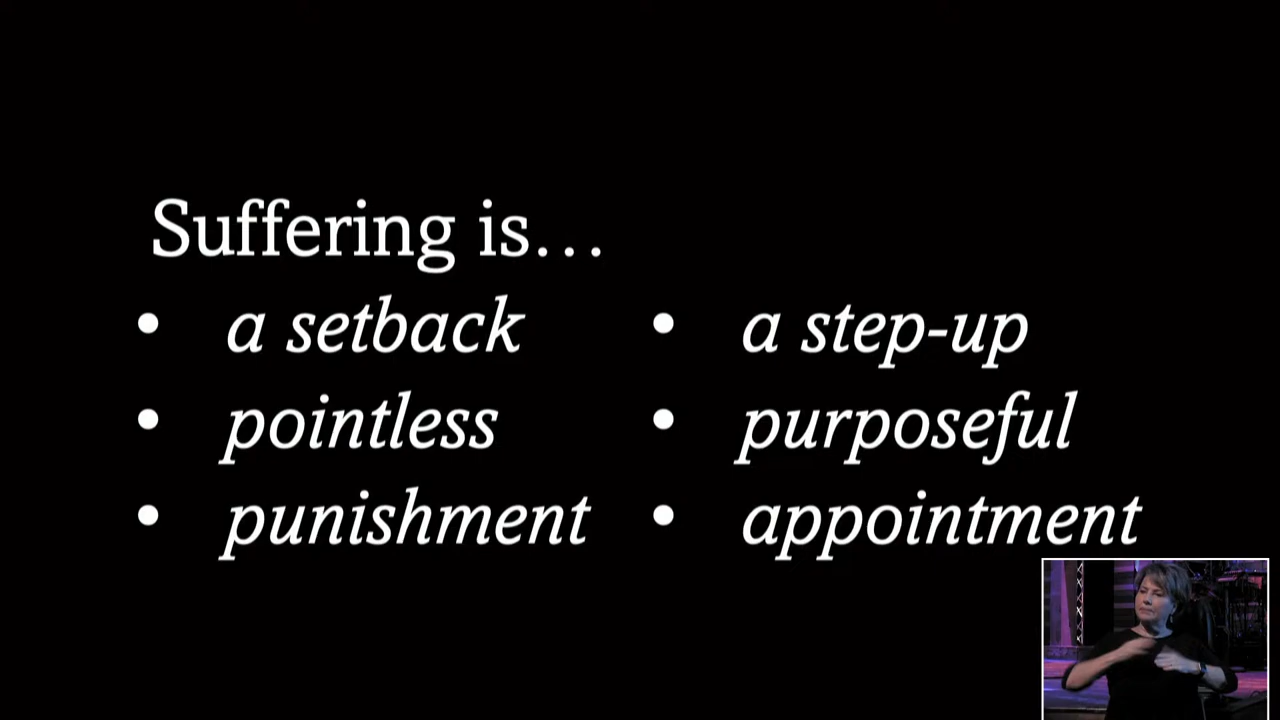 Suffering is…
• a setback • a step-up
• pointless • purposeful
• punishment • appointment